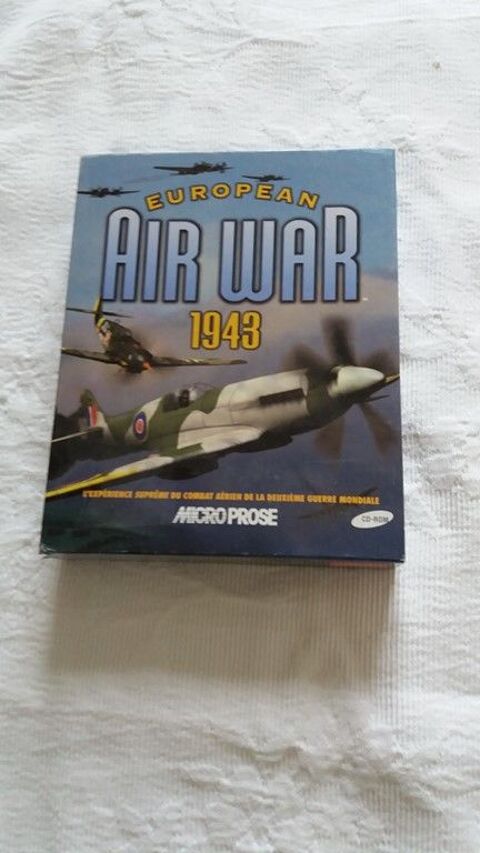 EUROPEAN
AIR WAR
1943
L'EXPÉRIENCE SUPRÊME DU COMBAT AÉRIEN DE LA DEUXIÈME GUERRE MONDIALE
MICROPROSE
CD-ROM